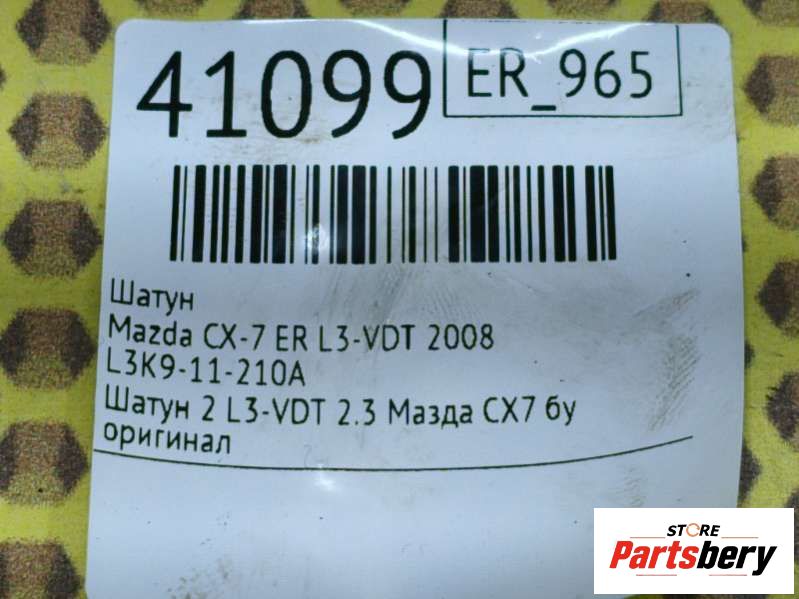 41099
ER_965
Шатун
Mazda CX-7 ER L3-VDT 2008
L3K9-11-210A
Шатун 2 L3-VDT 2.3 Мазда CX7 бу
оригинал
STORE
Partsbery